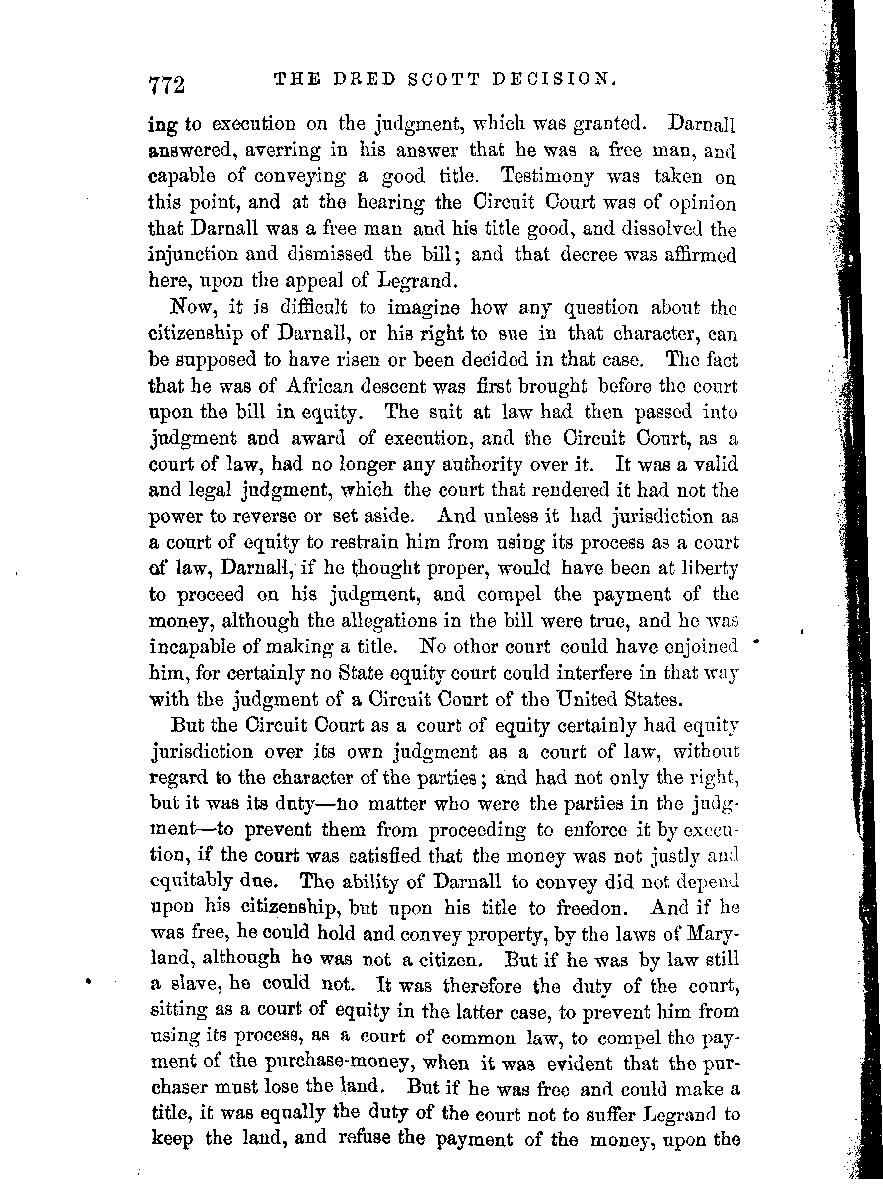 772 THE DRED SCOTT DECISION.
ing to execution on the judgment, which was granted. Darnall
answered, averring in his answer that he was a free man, and
capable of conveying a good title. Testimony was taken on
this point, and at the hearing the Circuit Court was of opinion
that Darnall was a free man and his title good, and dissolved the
injunction and dismissed the bill; and that decree was affirmed
here, upon the appeal of Legrand.
Now, it is difficult to imagine how any question about the
citizenship of Darnall, or his right to sue in that character, can
be supposed to have risen or been decided in that case. The fact
that he was of African descent was first brought before the court
upon the bill in equity. The suit at law had then passed into
judgment and award of execution, and the Circuit Court, as a
court of law, had no longer any authority over it. It was a valid
and legal judgment, which the court that rendered it had not the
power to reverse or set aside. And unless it had jurisdiction as
a court of equity to restrain him from using its process as a court
of law, Darnall, if he thought proper, would have been at liberty
to proceed on his judgment, and compel the payment of the
money, although the allegations in the bill were true, and he was
incapable of making a title. No other court could have enjoined
him, for certainly no State equity court could interfere in that way
with the judgment of a Circuit Court of the United States.
But the Circuit Court as a court of equity certainly had equity
jurisdiction over its own judgment as a court of law, without
regard to the character of the parties; and had not only the right,
but it was its duty—no matter who were the parties in the judg-
ment—to prevent them from proceeding to enforce it by execu-
tion, if the court was satisfied that the money was not justly and
equitably due. The ability of Darnall to convey did not depend
upon his citizenship, but upon his title to freedon. And if he
was free, he could hold and convey property, by the laws of Mary-
land, although he was not a citizen. But if he was by law still
a slave, he could not. It was therefore the duty of the court,
sitting as a court of equity in the latter case, to prevent him from
using its process, as a court of common law, to compel the pay-
ment of the purchase-money, when it was evident that the pur-
chaser must lose the land. But if he was free and could make a
title, it was equally the duty of the court not to suffer Legrand to
keep the land, and refuse the payment of the money, upon the